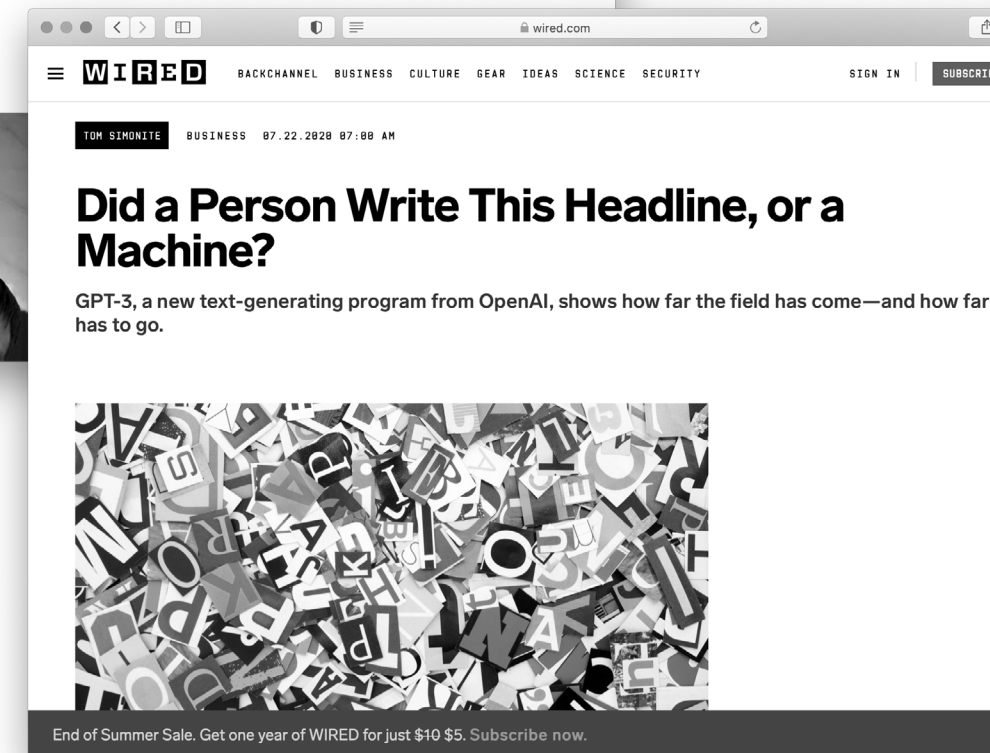 wired.com
WIRED
BACKCHANNEL BUSINESS CULTURE GEAR IDEAS SCIENCE SECURITY
SIGN IN
TOM SIMONITE BUSINESS 07.22.2020 07:00 AM
Did a Person Write This Headline, or a
Machine?
GPT-3, a new text-generating program from OpenAI, shows how far the field has come—and how far
has to go.
End of Summer Sale. Get one year of WIRED for just $10 $5. Subscribe now.